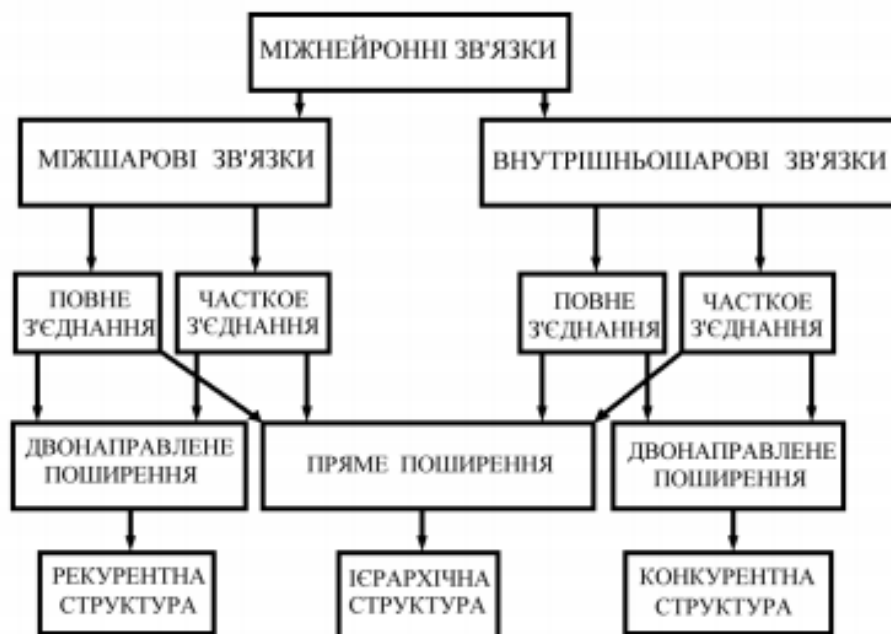 МІЖНЕЙРОННІ ЗВ'ЯЗКИ
МІЖШАРОВІ ЗВ'ЯЗКИ
ВНУТРІШНЬОШАРОВІ ЗВ'ЯЗКИ
ПОВНЕ
З'ЄДНАННЯ
ЧАСТКОЕ
З'ЄДНАННЯ
ПОВНЕ
З'ЄДНАННЯ
ЧАСТКОЕ
З'ЄДНАННЯ
ДВОНАПРАВЛЕНЕ
ПОШИРЕННЯ
ПРЯМЕ ПОШИРЕННЯ
ДВОНАПРАВЛЕНЕ
ПОШИРЕННЯ
РЕКУРЕНТНА
СТРУКТУРА
ІЄРАРХІЧНА
СТРУКТУРА
КОНКУРЕНТНА
СТРУКТУРА